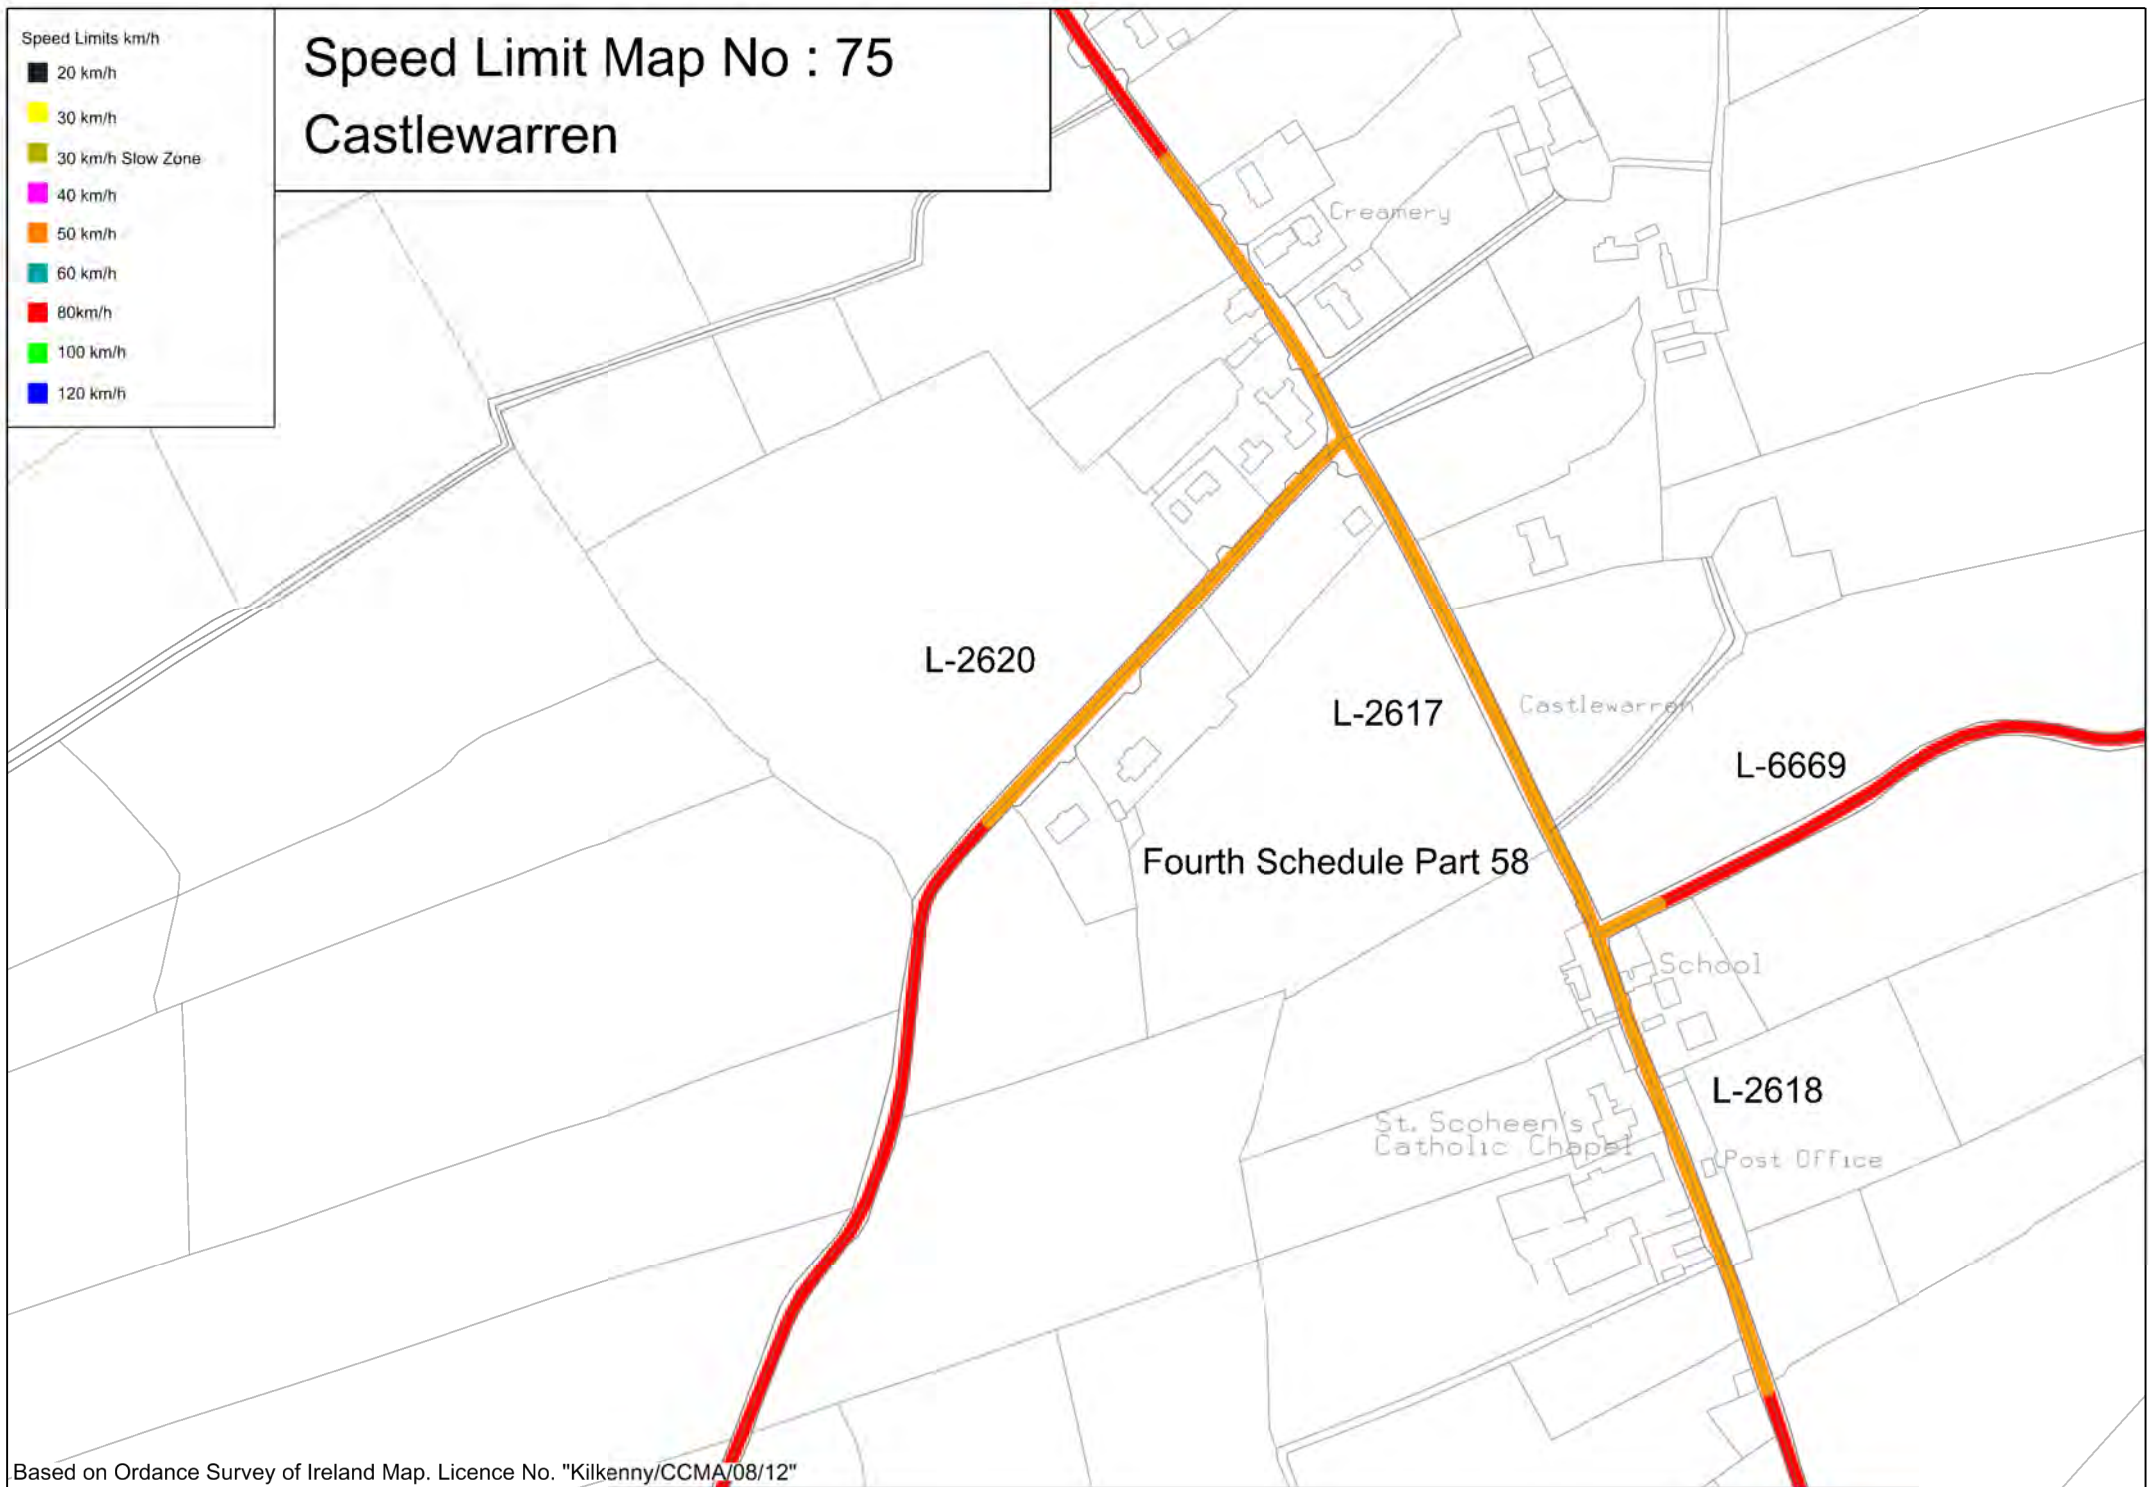 Speed Limits km/h
20 km/h
30 km/h
30 km/h Slow Zone
40 km/h
50 km/h
60 km/h
80km/h
100 km/h
120 km/h
Speed Limit Map No : 75
Castlewarren
Creamery
L-2620
L-2617
Castlewarren
L-6669
Fourth Schedule Part 58
School
L-2618
St. Scoheen's
Catholic Chapel
Post Office
Based on Ordance Survey of Ireland Map. Licence No. "Kilkenny/CCMA/08/12"